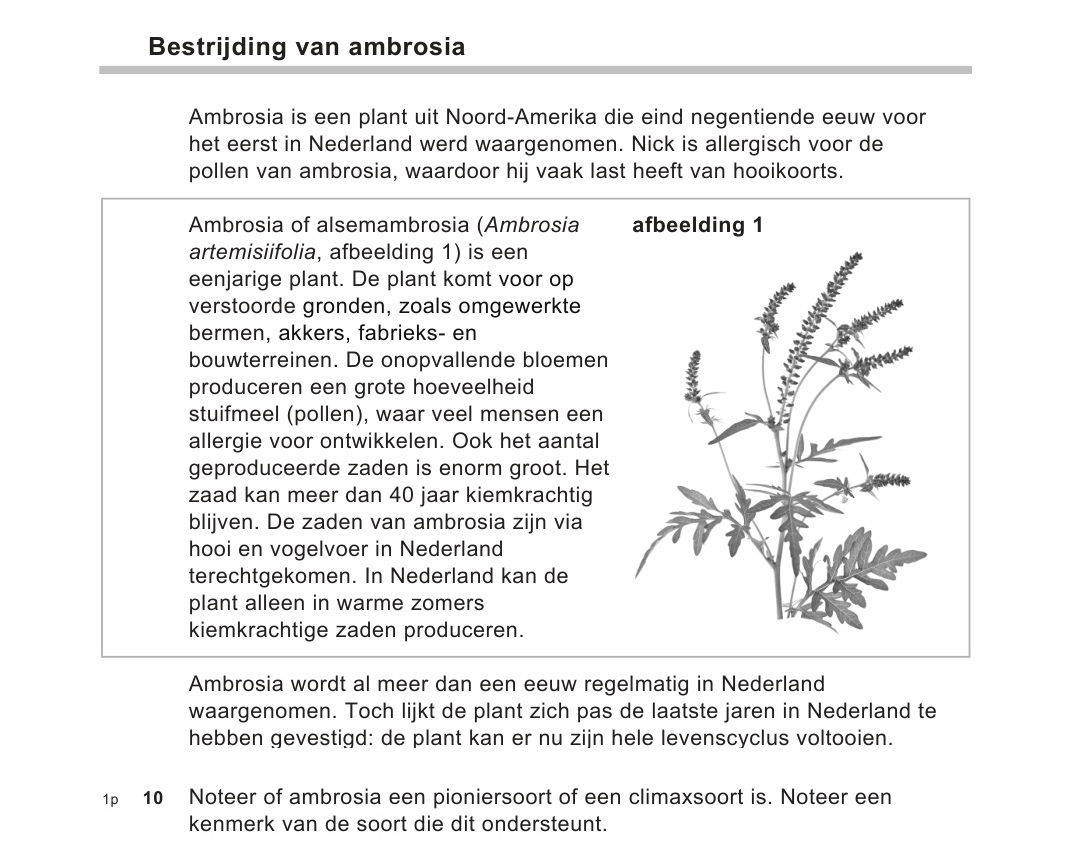 Bestrijding van ambrosia
Ambrosia is een plant uit Noord-Amerika die eind negentiende eeuw voor
het eerst in Nederland werd waargenomen. Nick is allergisch voor de
pollen van ambrosia, waardoor hij vaak last heeft van hooikoorts.
Ambrosia of alsemambrosia (Ambrosia
artemisiifolia, afbeelding 1) is een
eenjarige plant. De plant komt voor op
verstoorde gronden, zoals omgewerkte
bermen, akkers, fabrieks- en
bouwterreinen. De onopvallende bloemen
produceren een grote hoeveelheid
stuifmeel (pollen), waar veel mensen een
allergie voor ontwikkelen. Ook het aantal
geproduceerde zaden is enorm groot. Het
zaad kan meer dan 40 jaar kiemkrachtig
blijven. De zaden van ambrosia zijn via
hooi en vogelvoer in Nederland
terechtgekomen. In Nederland kan de
plant alleen in warme zomers
kiemkrachtige zaden produceren.
afbeelding 1
Ambrosia wordt al meer dan een eeuw regelmatig in Nederland
waargenomen. Toch lijkt de plant zich pas de laatste jaren in Nederland te
hebben gevestigd: de plant kan er nu zijn hele levenscyclus voltooien.
1p 10 Noteer of ambrosia een pioniersoort of een climaxsoort is. Noteer een
kenmerk van de soort die dit ondersteunt.